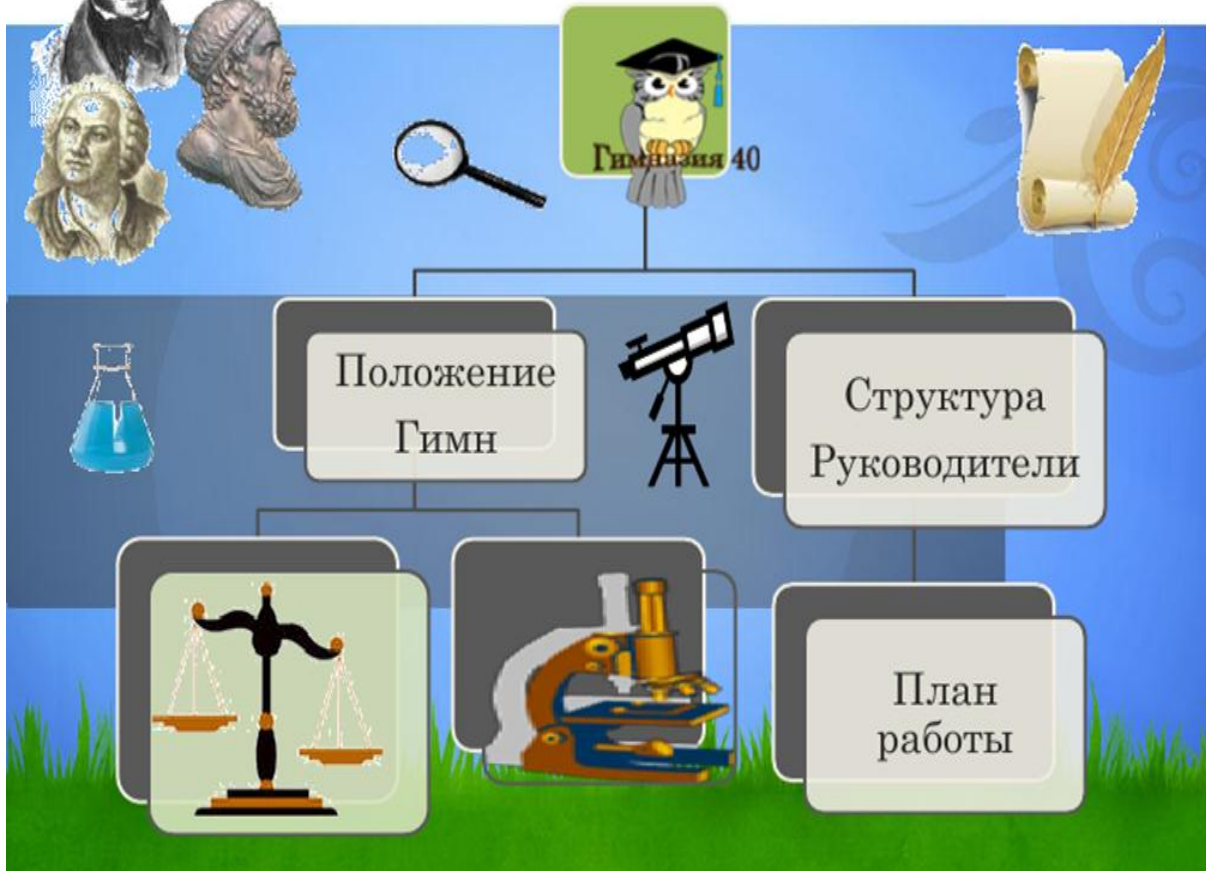 Гимназия 40
Положение
Гимн
Структура
Руководители
План
работы